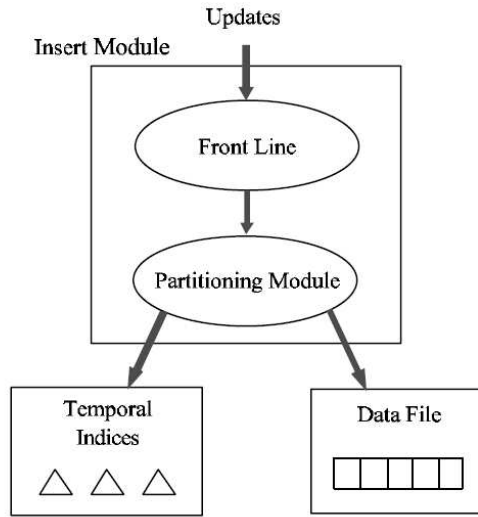 Updates
Insert Module
Front Line
Partitioning Module
Temporal
Indices
Data File